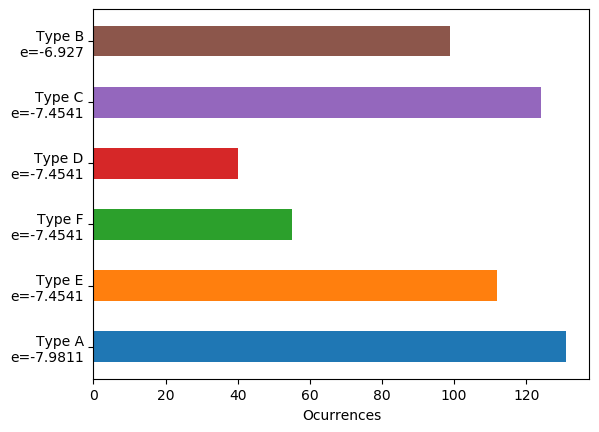 Type B
e=-6.927
Type C
e=-7.4541
Type D
e=-7.4541
Type F
e=-7.4541
Type E
e=-7.4541
Type A
e=-7.9811
0 20 40 60 80 100 120
Ocurrences